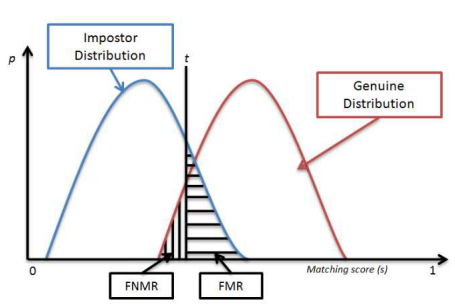 Impostor
Distribution
p
t
Genuine
Distribution
0
Matching score (s)
1
FNMR
FMR